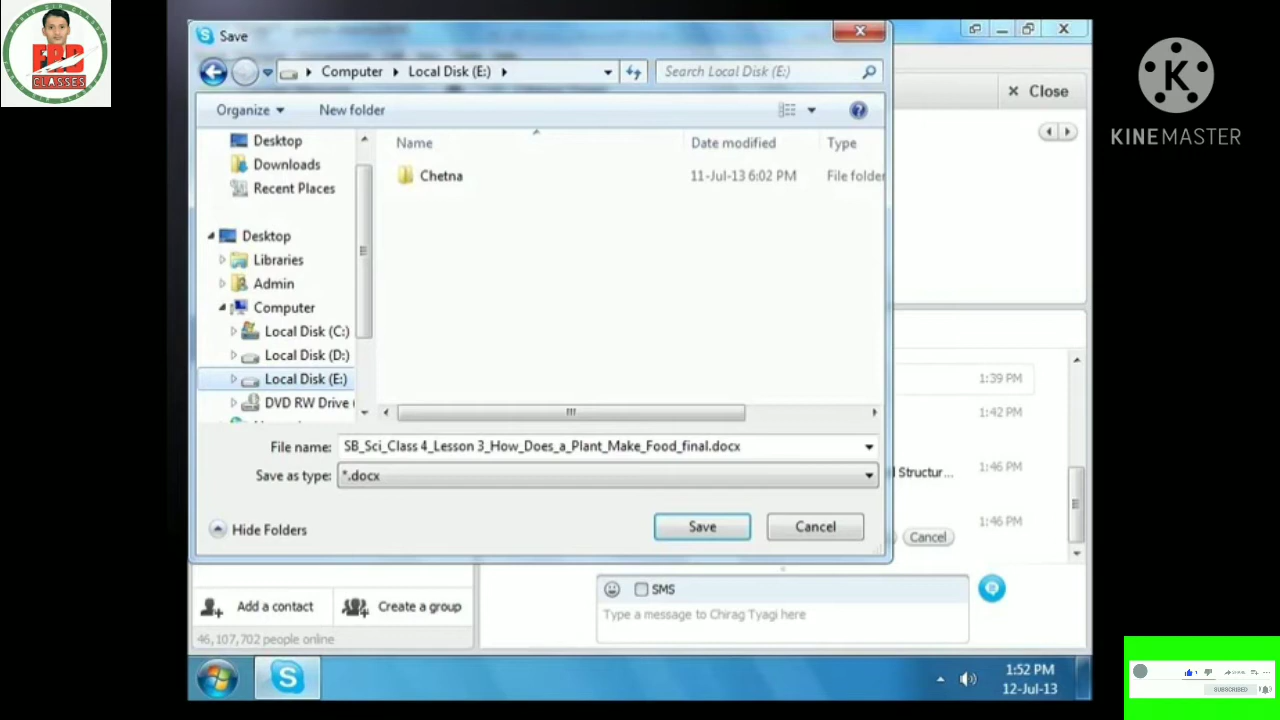 FRB
CLASSES
Save
Computer
Local Disk (E:)
Search Local Disk (E:)
Organize
New folder
Close
K
KINEMASTER
Name
Date modified
Type
Chetna
11-Jul-13 6:02 PM
File folder
Desktop
Downloads
Recent Places
Desktop
Libraries
Admin
Computer
Local Disk (C:)
Local Disk (D:)
Local Disk (E:)
DVD RW Drive
1:39 PM
1:42 PM
File name: SB_Sci_Class 4_Lesson 3_How_Does_a_Plant_Make_Food_final.docx
Save as type: *.docx
Structur...
1:46 PM
1:46 PM
Hide Folders
Save
Cancel
Cancel
SMS
Type a message to Chirag Tyagi here
Add a contact
Create a group
46,107,702 people online
1:52 PM
12-Jul-13
SUBSCRIBED